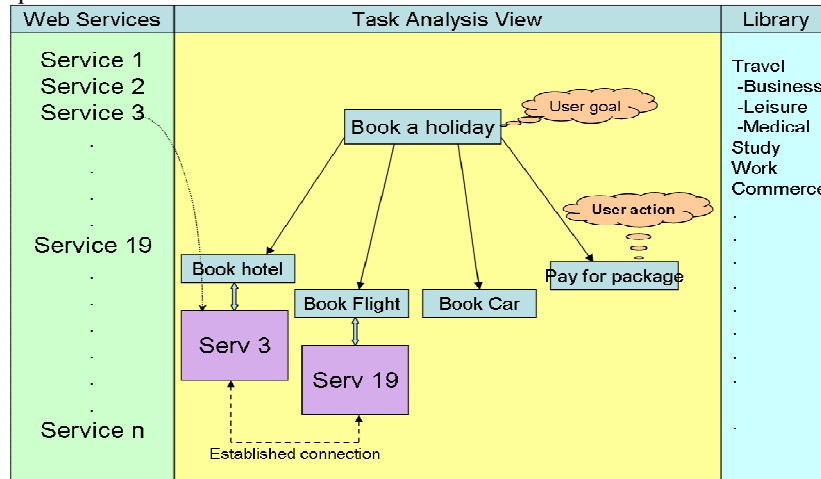 Web Services
Task Analysis View
Library
Service 1
Service 2
Service 3
Service 19
Service n
Book a holiday
User goal
User action
Book hotel
Book Flight
Book Car
Pay for package
Serv 3
Serv 19
Established connection
Travel
-Business
-Leisure
-Medical
Study
Work
Commerce